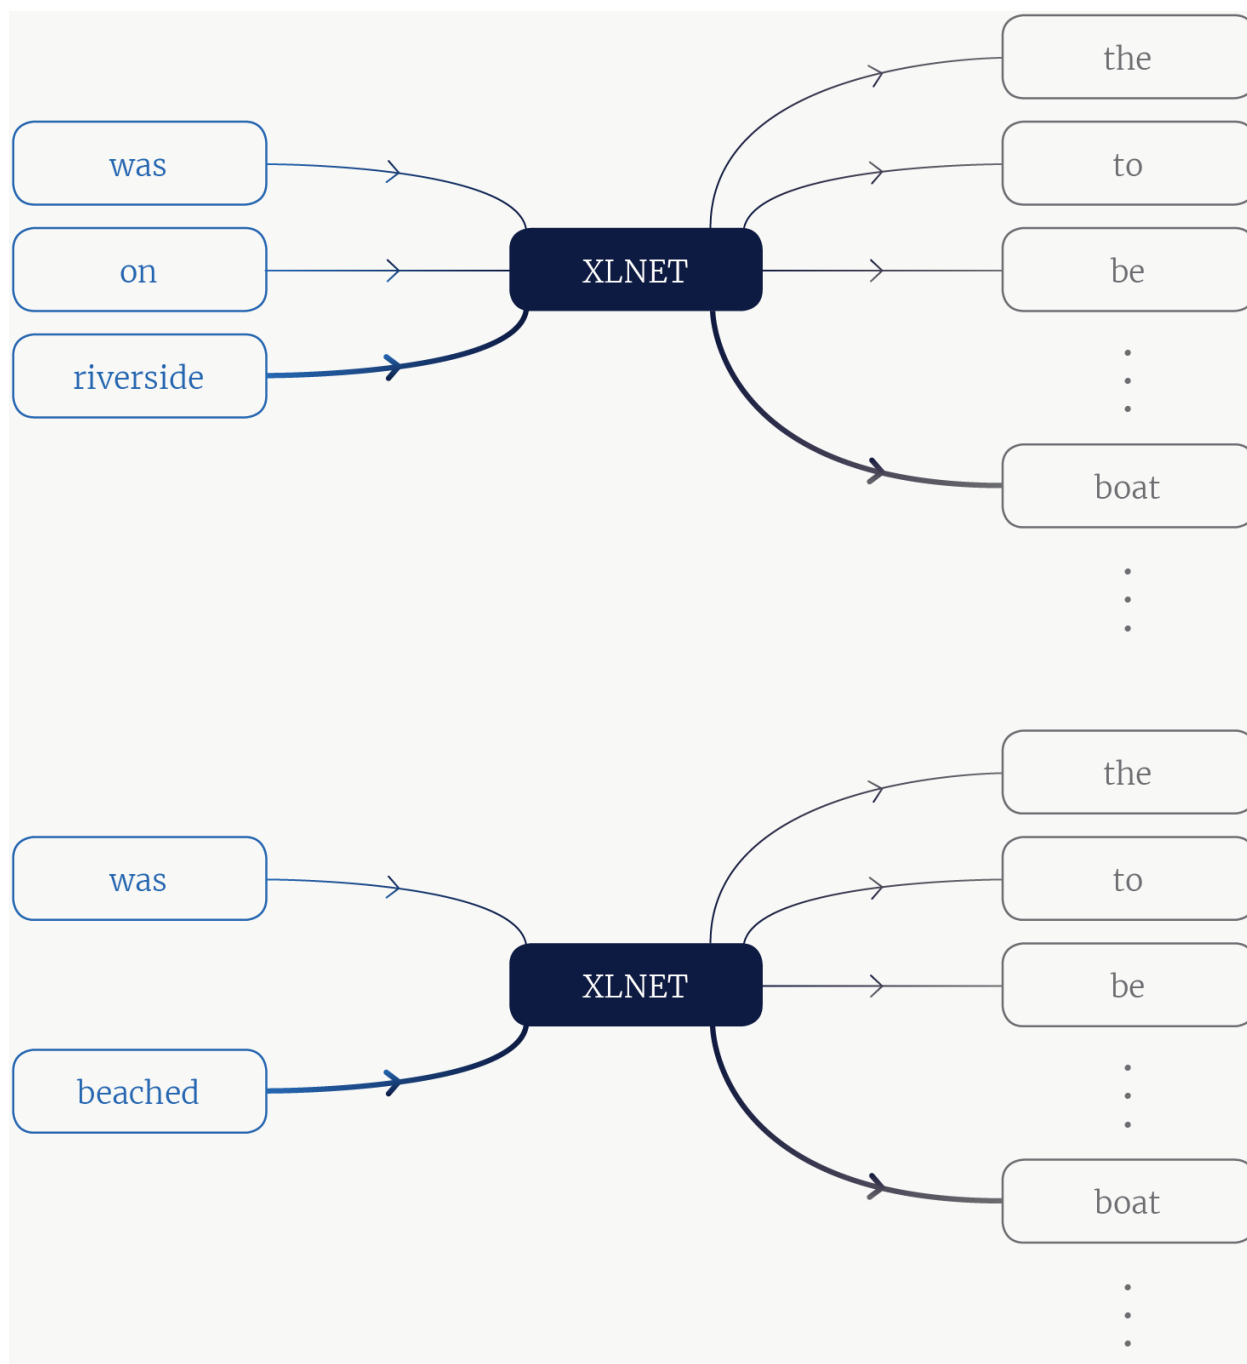 the
was
to
on
XLNET
be
riverside
boat
the
was
to
XLNET
be
beached
boat